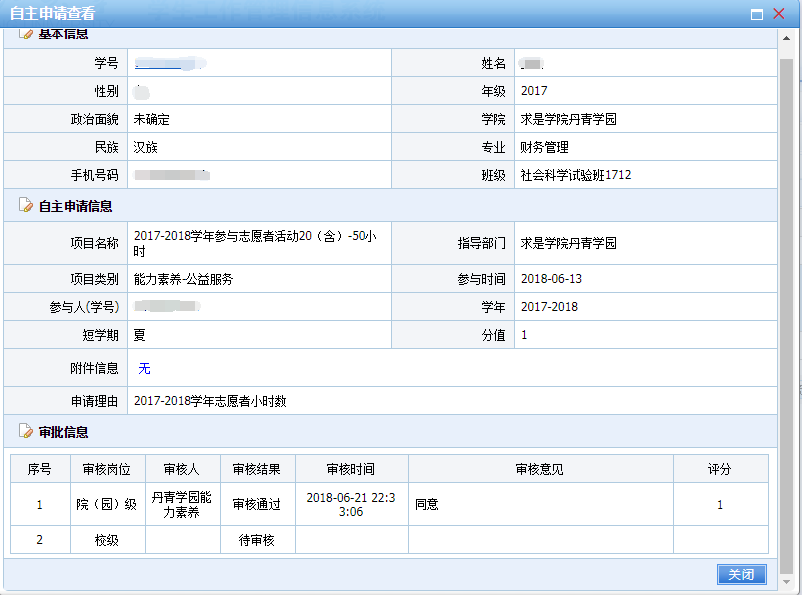 自主申请查看
基本信息
学号
姓名
性别
年级 2017
政治面貌 未确定
学院 求是学院丹青学园
民族 汉族
专业 财务管理
手机号码
班级 社会科学试验班1712
自主申请信息
项目名称 2017-2018学年参与志愿者活动20（含）-50小
时
指导部门 求是学院丹青学园
项目类别 能力素养-公益服务
参与时间 2018-06-13
参与人(学号)
学年 2017-2018
短学期 夏
分值 1
附件信息 无
申请理由 2017-2018学年志愿者小时数
审批信息
序号 审核岗位 审核人 审核结果 审核时间 审核意见 评分
1 院（园）级 丹青学园能
力素养
审核通过 2018-06-21 22:3
3:06
同意 1
2 校级 待审核
关闭